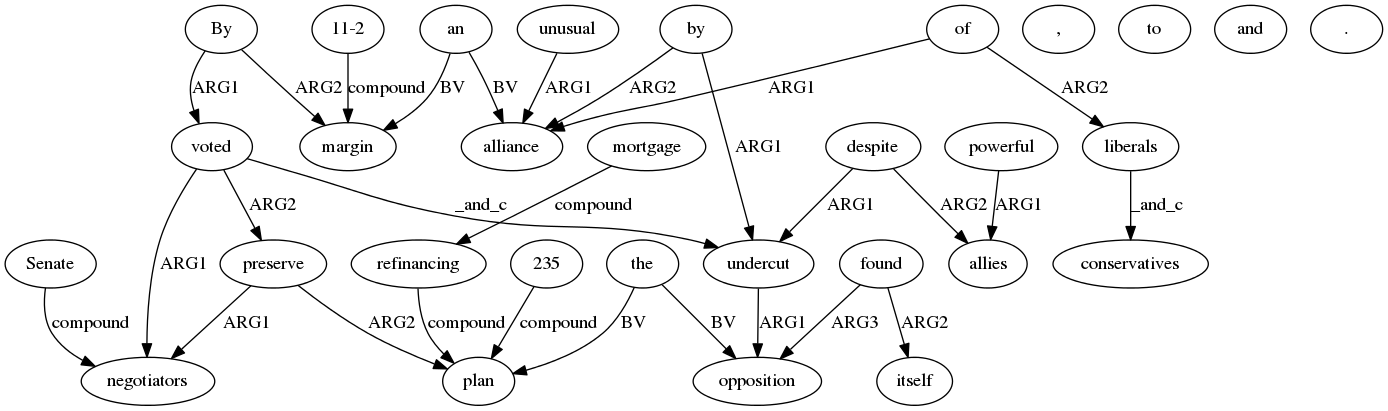 By 11-2 an unusual by of , to and .
ARG1 ARG2 compound BV BV ARG1 ARG2 ARG1 ARG2
voted margin alliance mortgage despite powerful liberals
ARG1
ARG2 _and_c compound ARG1 ARG2 ARG1 _and_c
ARG1
Senate preserve refinancing 235 the undercut found allies conservatives
compound ARG1 ARG2 compound compound BV BV ARG1 ARG3 ARG2
negotiators plan opposition itself